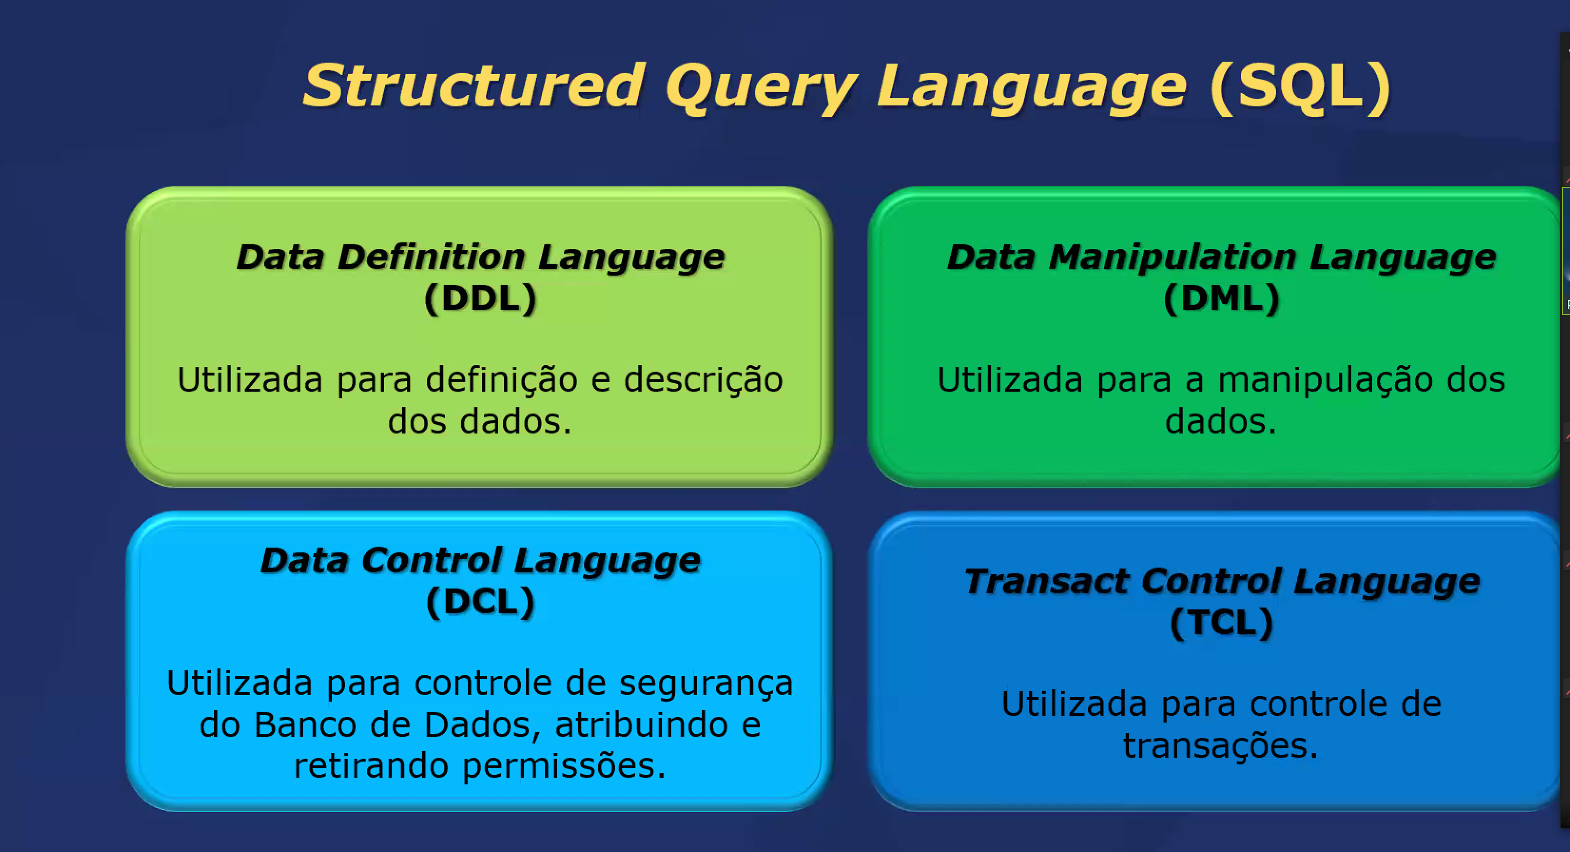 Structured Query Language (SQL)
Data Definition Language
(DDL)
Utilizada para definição e descrição
dos dados.
Data Manipulation Language
(DML)
Utilizada para a manipulação dos
dados.
Data Control Language
(DCL)
Utilizada para controle de segurança
do Banco de Dados, atribuindo e
retirando permissões.
Transact Control Language
(TCL)
Utilizada para controle de
transações.